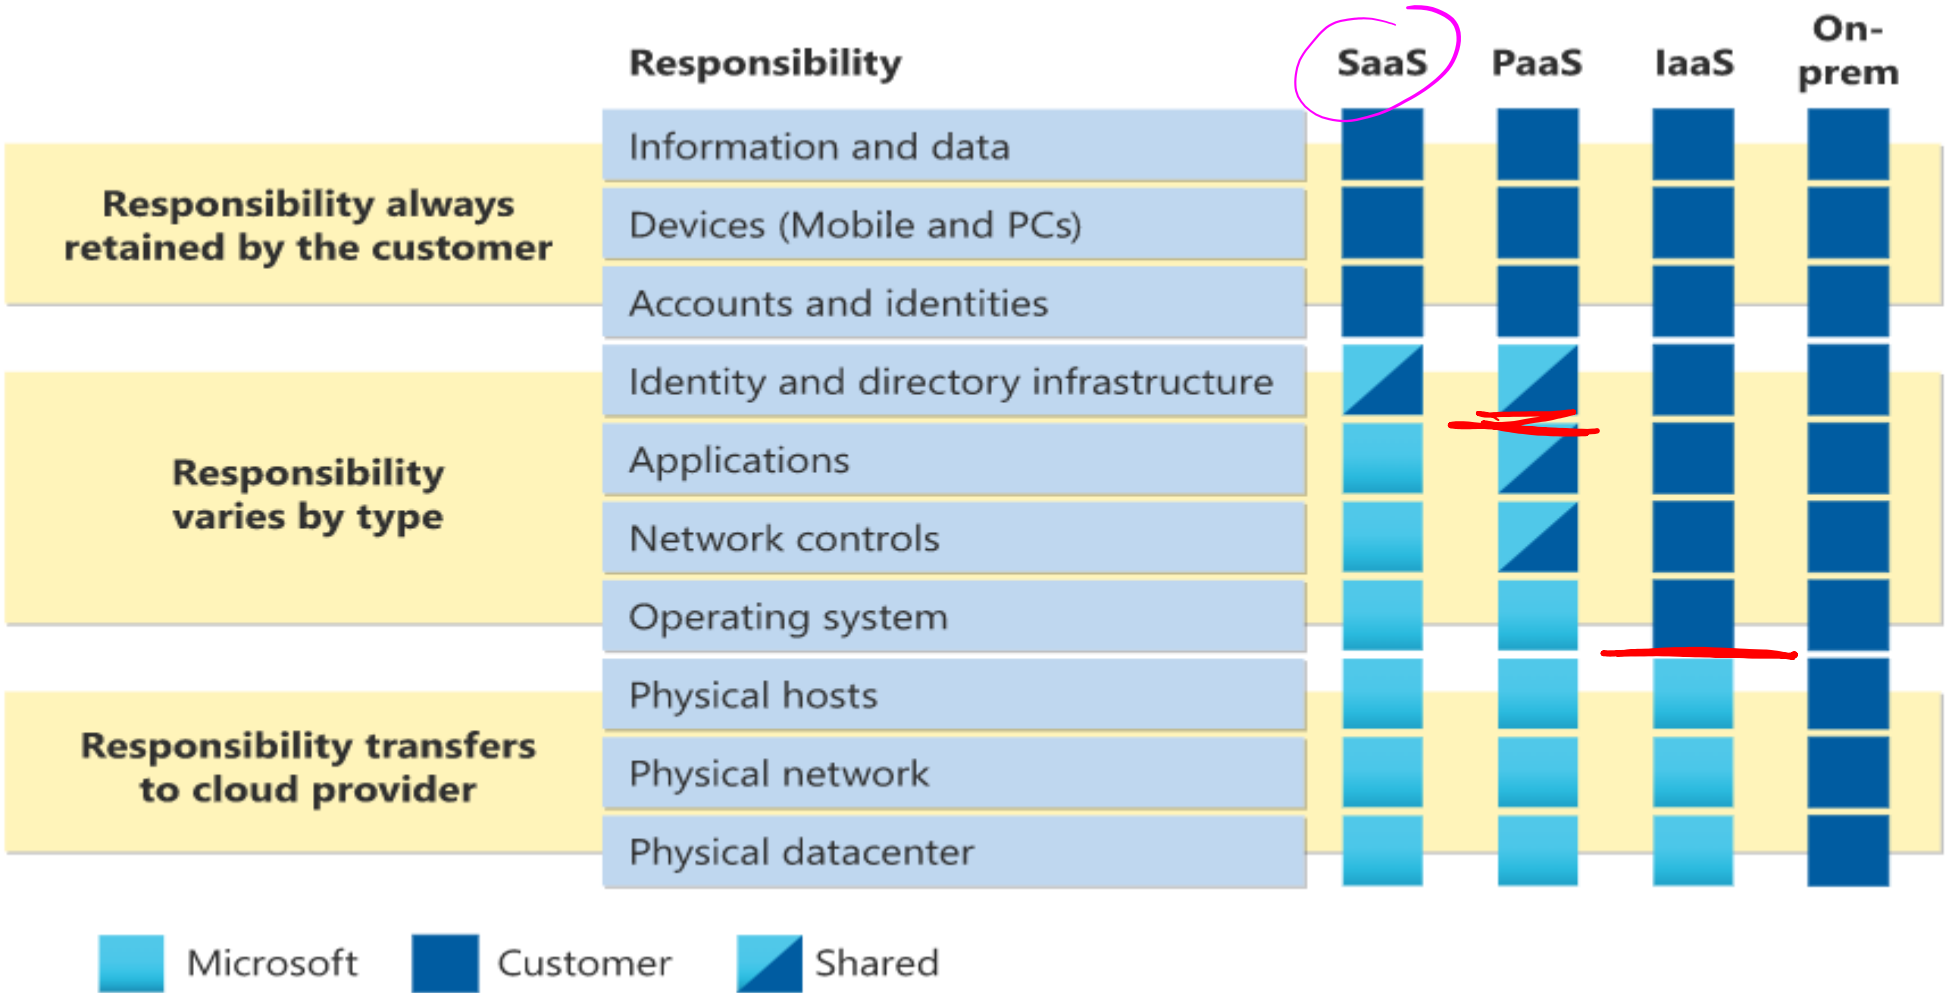 Responsibility
SaaS
PaaS
IaaS
On-
prem
Responsibility always
retained by the customer
Information and data
Devices (Mobile and PCs)
Accounts and identities
Responsibility
varies by type
Identity and directory infrastructure
Applications
Network controls
Operating system
Responsibility transfers
to cloud provider
Physical hosts
Physical network
Physical datacenter
Microsoft
Customer
Shared